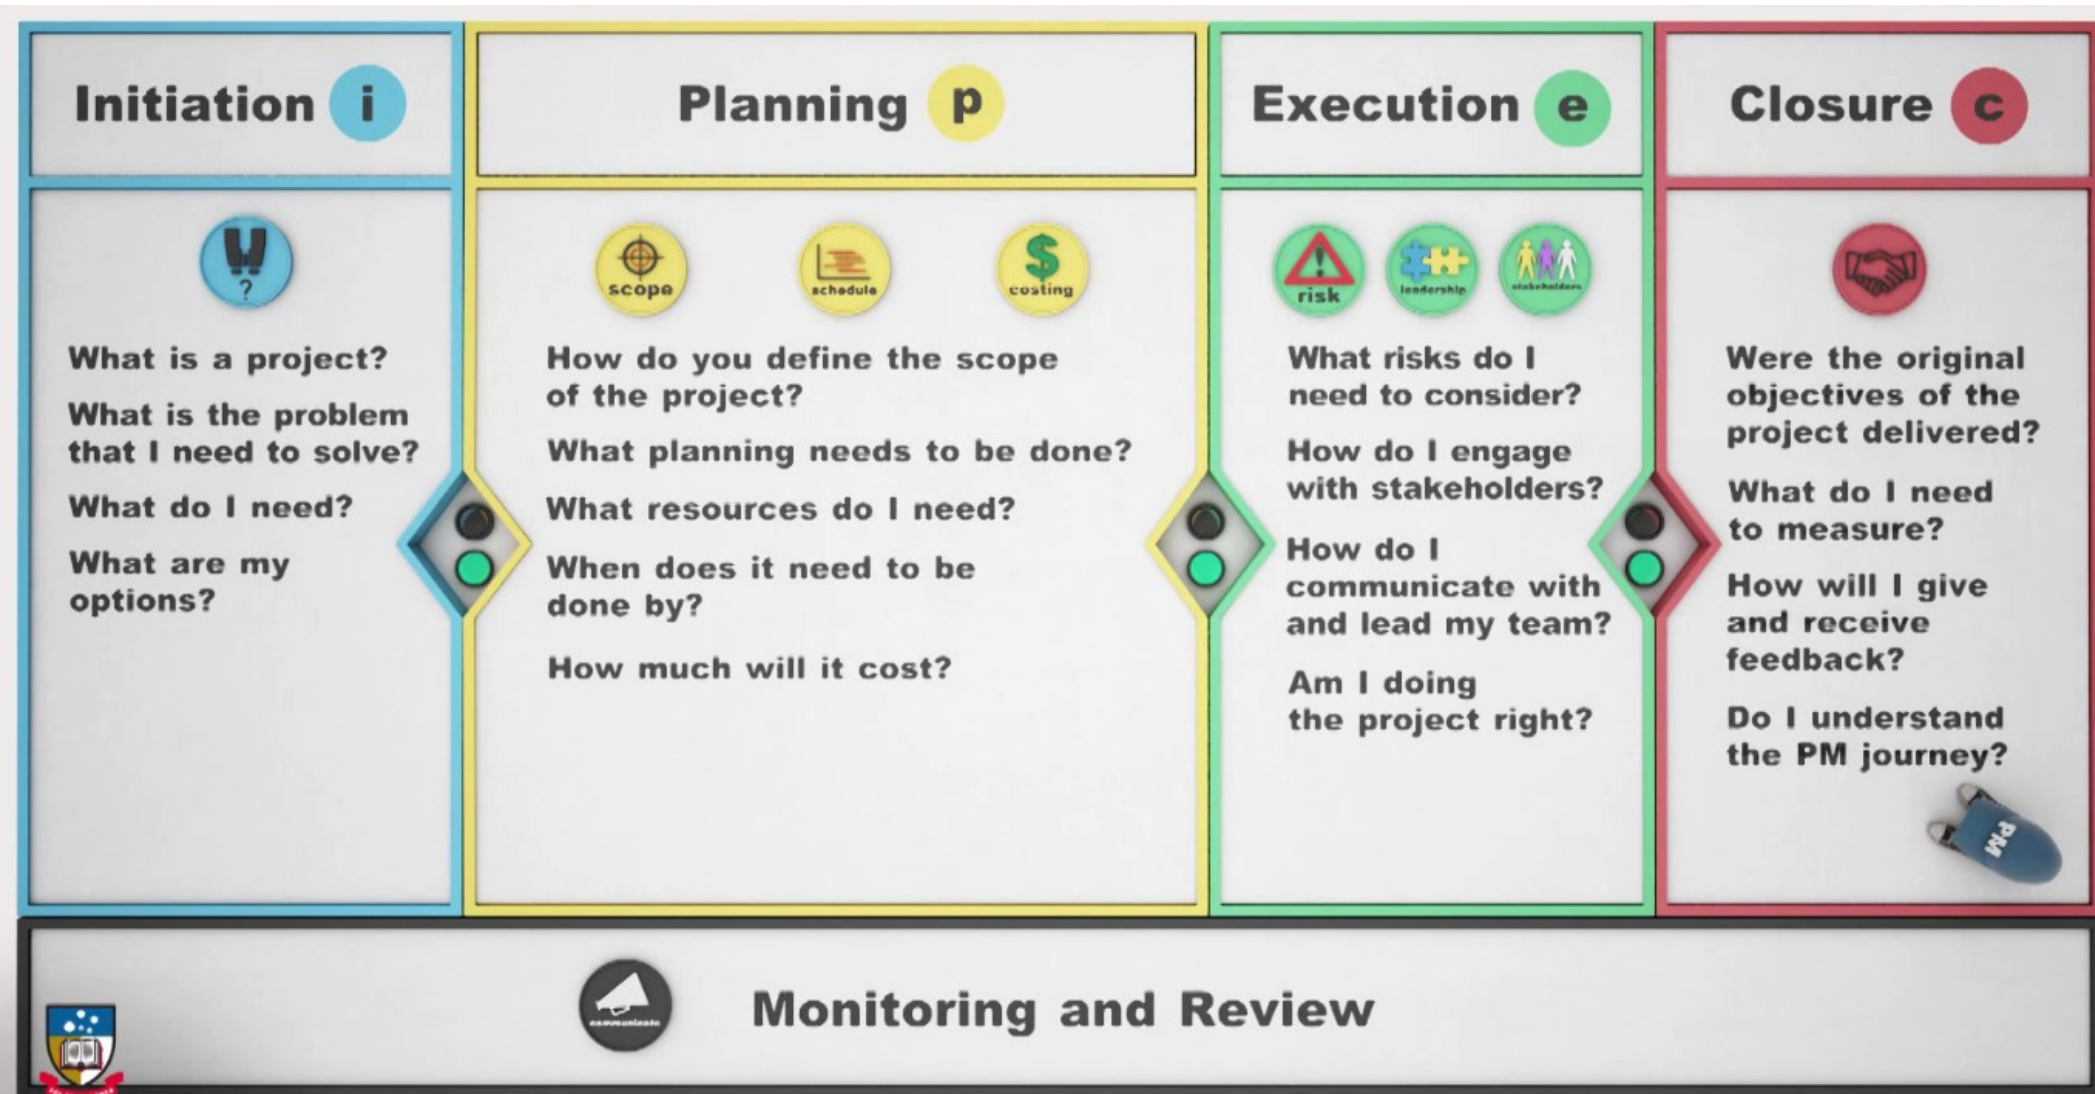 Initiation i
What is a project?
What is the problem
that I need to solve?
What do I need?
What are my
options?
Planning p
scope
schedule
costing
How do you define the scope
of the project?
What planning needs to be done?
What resources do I need?
When does it need to be
done by?
How much will it cost?
Execution e
risk
leadership
stakeholders
What risks do I
need to consider?
How do I engage
with stakeholders?
How do I
communicate with
and lead my team?
Am I doing
the project right?
Closure c
Were the original
objectives of the
project delivered?
What do I need
to measure?
How will I give
and receive
feedback?
Do I understand
the PM journey?
PM
communicate
Monitoring and Review
?